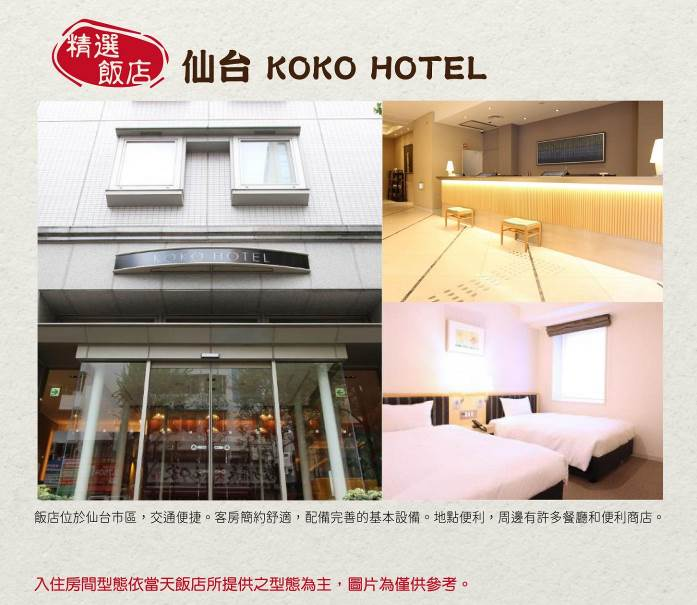 精選
飯店
仙台 KOKO HOTEL
KOKO HOTEL
飯店位於仙台市區，交通便捷。客房簡約舒適，配備完善的基本設備。地點便利，周邊有許多餐廳和便利商店。
入住房間型態依當天飯店所提供之型態為主，圖片為僅供參考。